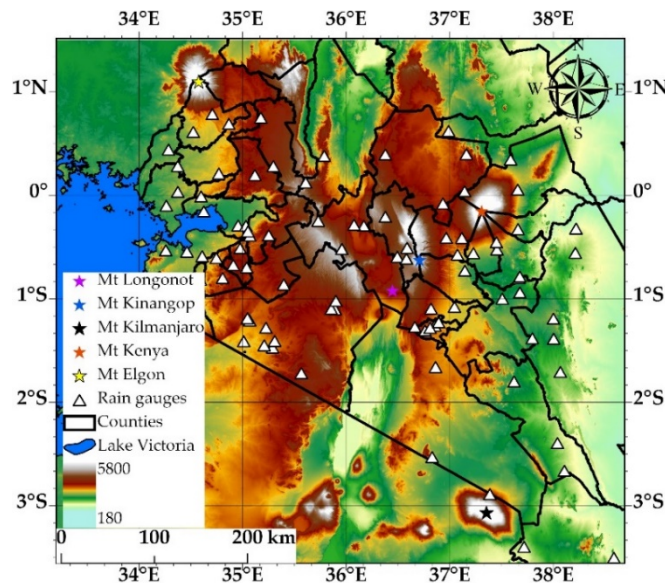 34°E 35°E 36°E 37°E 38°E
N
W E
S
1°N 1°N
0° 0°
1°S 1°S
2°S 2°S
3°S 3°S
Mt Longonot
Mt Kinangop
Mt Kilmanjaro
Mt Kenya
Mt Elgon
Rain gauges
Counties
Lake Victoria
5800
180
0 100 200 km
34°E 35°E 36°E 37°E 38°E